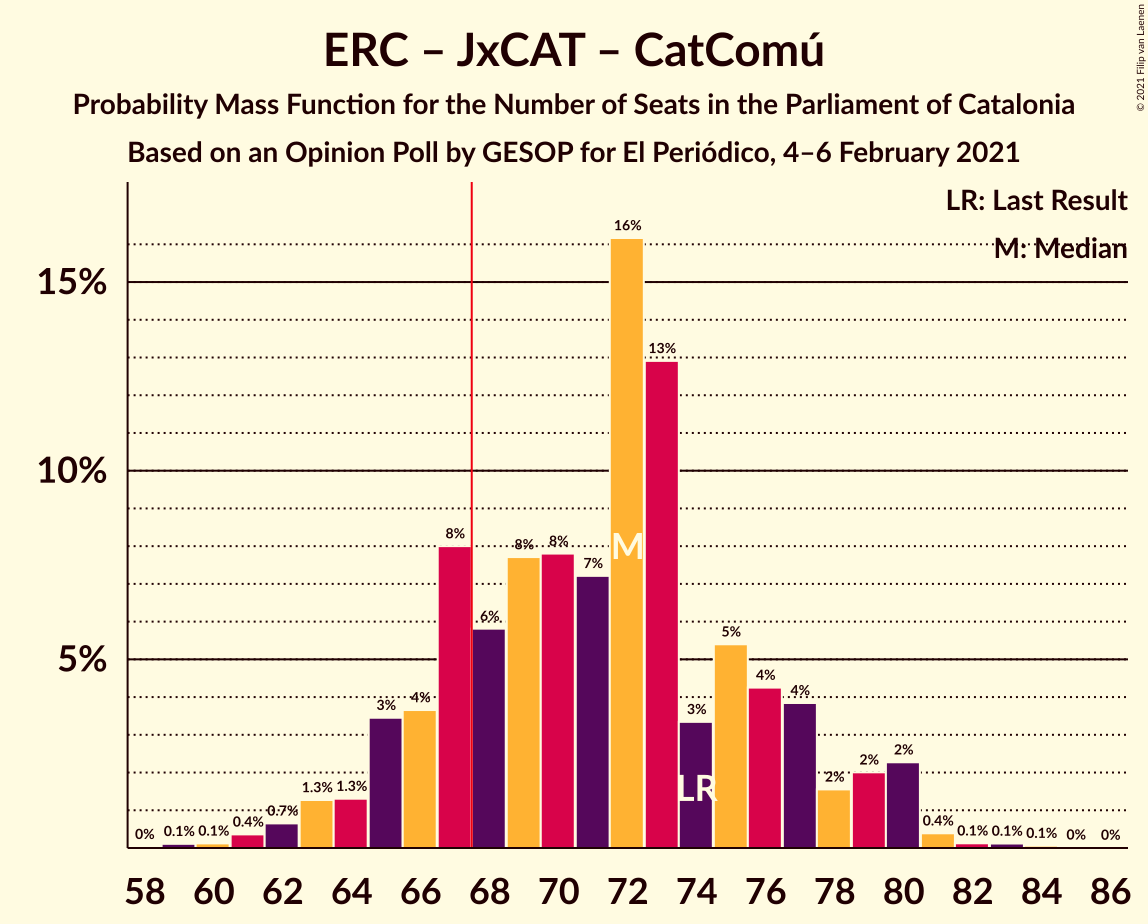 ERC – JxCAT – CatComú
Probability Mass Function for the Number of Seats in the Parliament of Catalonia
Based on an Opinion Poll by GESOP for El Periódico, 4–6 February 2021
© 2021 Filip van Laenen
LR: Last Result
M: Median
15%
10%
5%
0% 0.1% 0.1% 0.4% 0.7% 1.3% 1.3% 3% 4% 8% 6% 8% 8% 7% 16% 13% 3% 5% 4% 4% 2% 2% 2% 0.4% 0.1% 0.1% 0.1% 0% 0%
M
LR
58 60 62 64 66 68 70 72 74 76 78 80 82 84 86